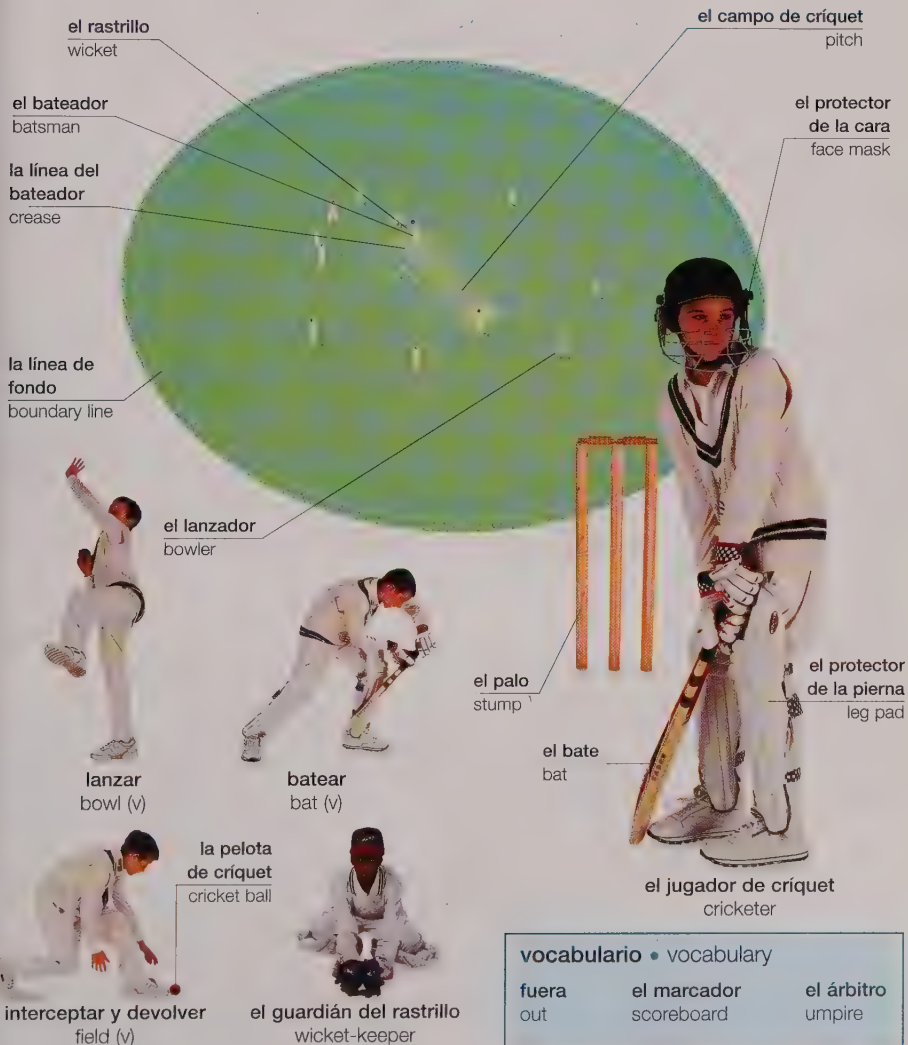 el rastrillo
wicket
el campo de críquet
pitch
el bateador
batsman
el protector
de la cara
face mask
la línea del
bateador
crease
la línea de
fondo
boundary line
el lanzador
bowler
el palo
stump
el protector
de la pierna
leg pad
el bate
bat
lanzar
bowl (v)
batear
bat (v)
la pelota
de críquet
cricket ball
el jugador de críquet
cricketer
interceptar y devolver
field (v)
el guardián del rastrillo
wicket-keeper
vocabulario • vocabulary
fuera
out
el marcador
scoreboard
el árbitro
umpire